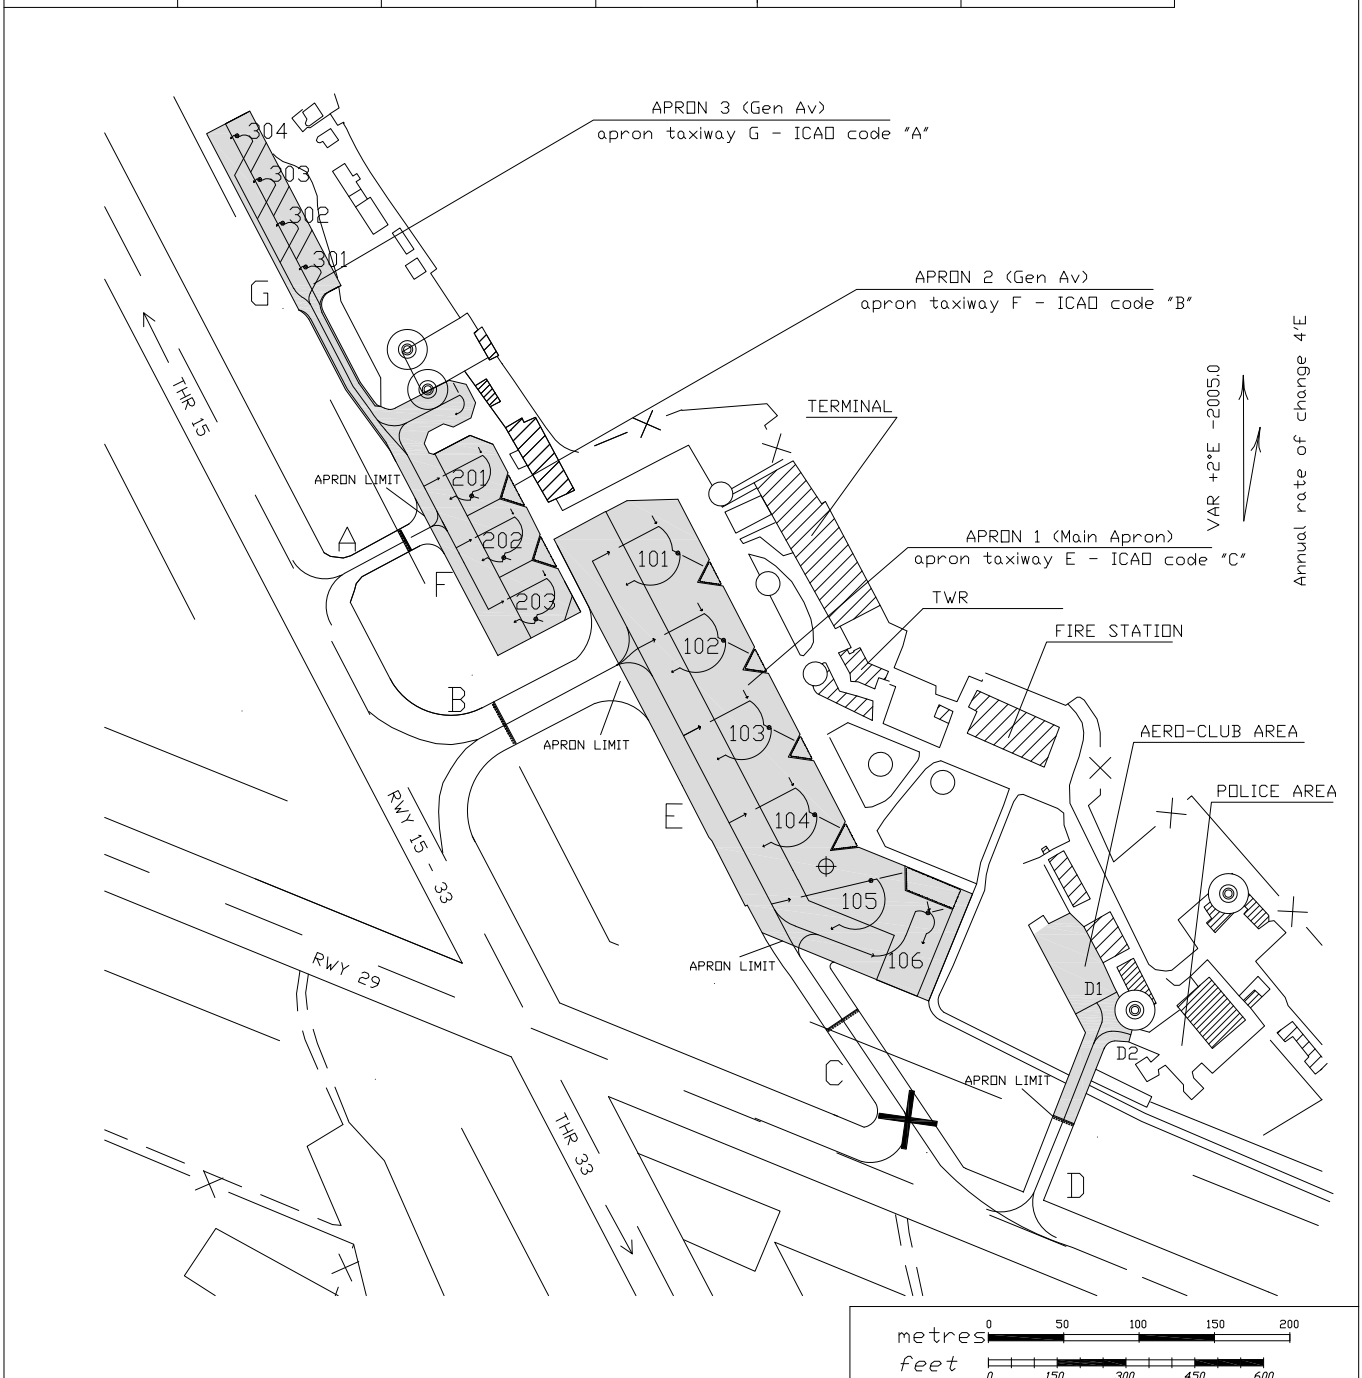 APRON 3 (Gen Av)
apron taxiway G - ICAO code "A"
304
303
302
301
G
APRON 2 (Gen Av)
apron taxiway F - ICAO code "B"
VAR +2°E -2005.0
Annual rate of change 4'E
THR 15
TERMINAL
APRON LIMIT
201
A
202
F
203
101
APRON 1 (Main Apron)
apron taxiway E - ICAO code "C"
TWR
FIRE STATION
102
B
APRON LIMIT
103
AERO-CLUB AREA
POLICE AREA
RWY 15 - 33
E
104
105
106
APRON LIMIT
RWY 29
D1
D2
C
APRON LIMIT
THR 33
D
metres 0 50 100 150 200
feet 0 150 300 450 600